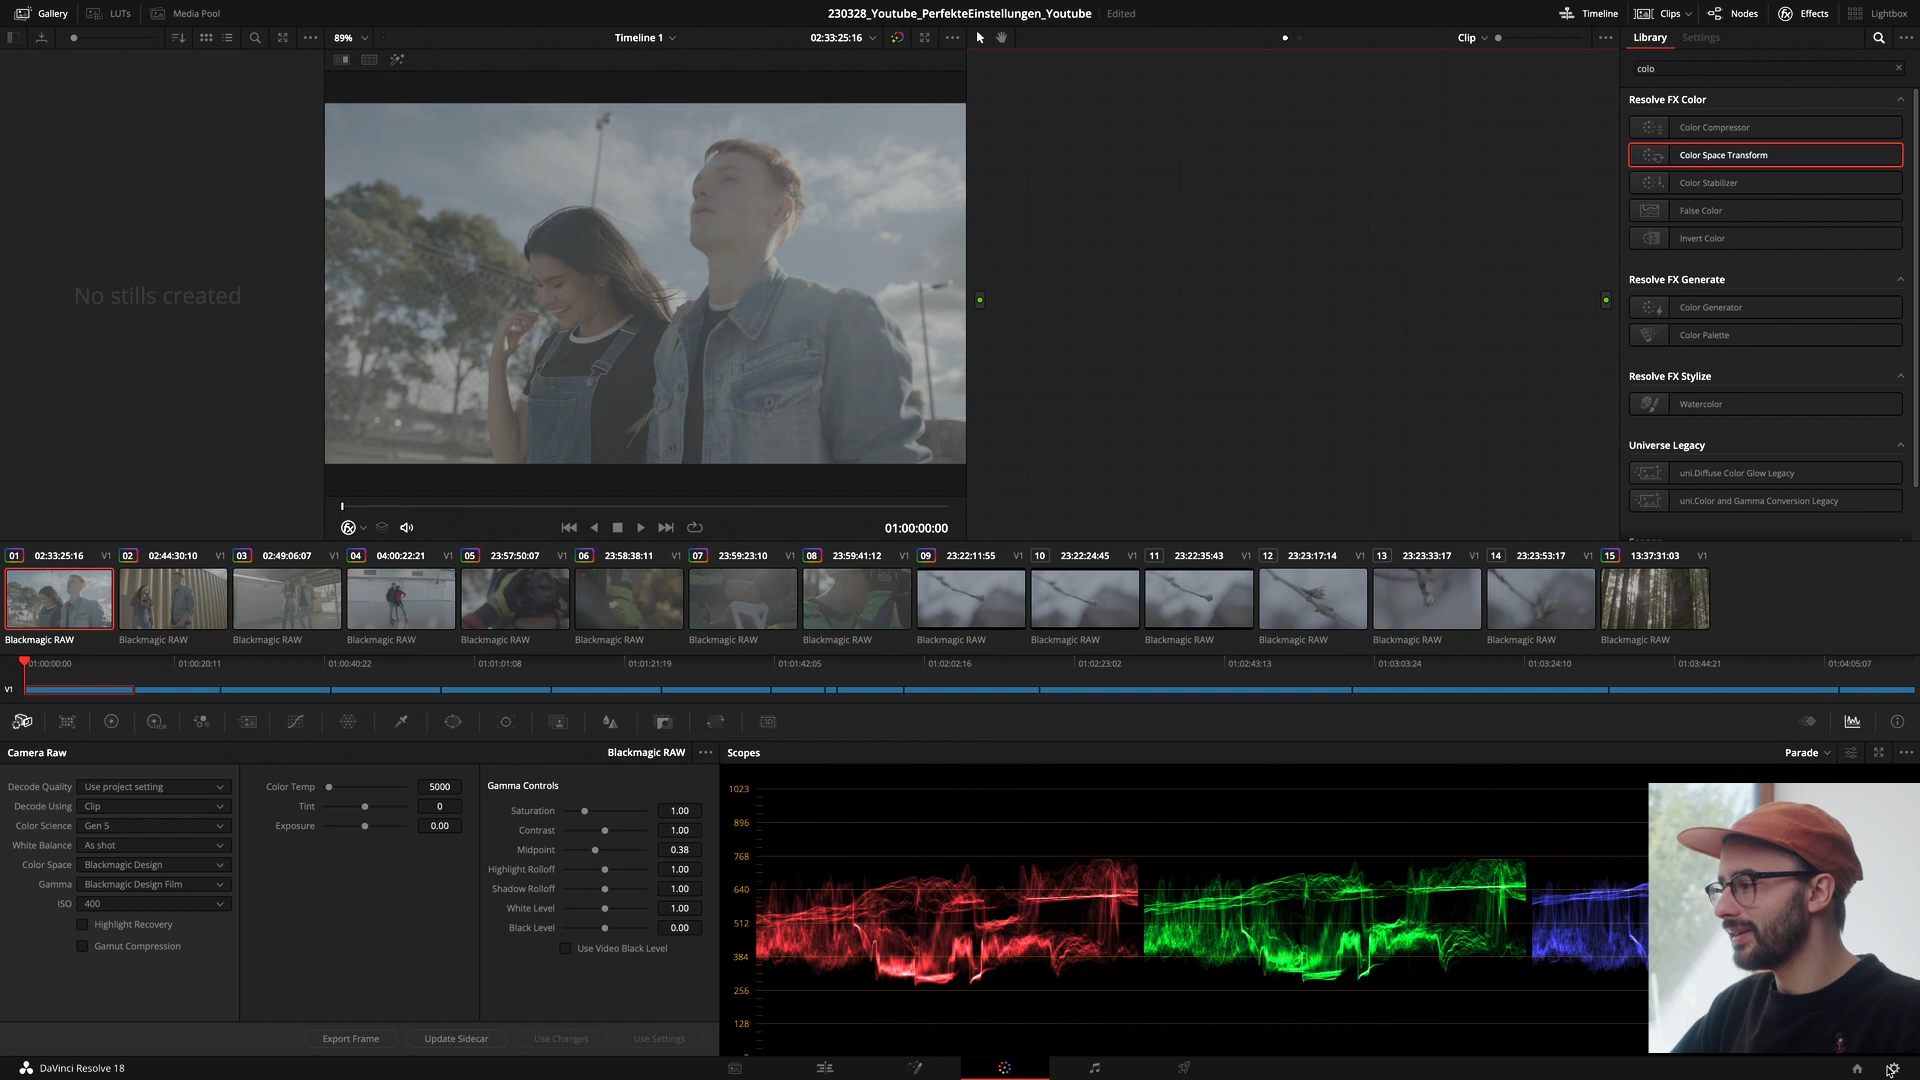 Gallery LUTs Media Pool 230328_Youtube_PerfekteEinstellungen_Youtube Edited Timeline Clips Nodes Effects Lightbox
89% Timeline 1 02:33:25:16 Clip Library Settings
colo
Resolve FX Color
Color Compressor
Color Space Transform
Color Stabilizer
False Color
Invert Color
No stills created
Resolve FX Generate
Color Generator
Color Palette
Resolve FX Stylize
Watercolor
Universe Legacy
uni.Diffuse Color Glow Legacy
uni.Color and Gamma Conversion Legacy
01:00:00:00
01 02:33:25:16 V1 02 02:44:30:10 V1 03 02:49:06:07 V1 04 04:00:22:21 V1 05 23:57:50:07 V1 06 23:58:38:11 V1 07 23:59:23:10 V1 08 23:59:41:12 V1 09 23:22:11:55 V1 10 23:22:24:45 V1 11 23:22:35:43 V1 12 23:23:17:14 V1 13 23:23:33:17 V1 14 23:23:53:17 V1 15 13:37:31:03 V1
Blackmagic RAW Blackmagic RAW Blackmagic RAW Blackmagic RAW Blackmagic RAW Blackmagic RAW Blackmagic RAW Blackmagic RAW Blackmagic RAW Blackmagic RAW Blackmagic RAW Blackmagic RAW Blackmagic RAW Blackmagic RAW Blackmagic RAW
01:00:00:00 01:00:20:11 01:00:40:22 01:01:01:08 01:01:21:19 01:01:42:05 01:02:02:16 01:02:23:02 01:02:43:13 01:03:03:24 01:03:24:10 01:03:44:21 01:04:05:07
V1
HDR
3D
Camera Raw Blackmagic RAW Scopes Parade
Decode Quality Use project setting
Decode Using Clip
Color Science Gen 5
White Balance As shot
Color Space Blackmagic Design
Gamma Blackmagic Design Film
ISO 400
Highlight Recovery
Gamut Compression
Color Temp 5000
Tint 0
Exposure 0.00
Gamma Controls
Saturation 1.00
Contrast 1.00
Midpoint 0.38
Highlight Rolloff 1.00
Shadow Rolloff 1.00
White Level 1.00
Black Level 0.00
Use Video Black Level
1023
896
768
640
512
384
256
128
Export Frame Update Sidecar Use Changes Use Settings
DaVinci Resolve 18